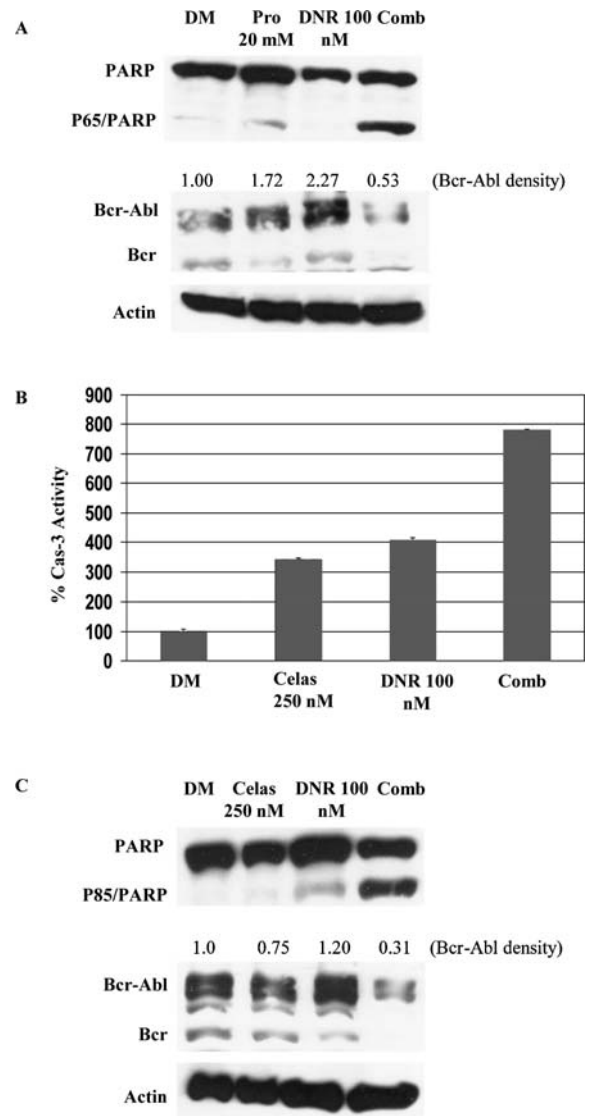 A
DM Pro DNR 100 Comb
20 mM nM
PARP
P65/PARP
1.00 1.72 2.27 0.53 (Bcr-Abl density)
Bcr-Abl
Bcr
Actin
B
900
800
700
600
500
400
300
200
100
0
% Cas-3 Activity
DM Celas DNR 100 Comb
250 nM nM
C
DM Celas DNR 100 Comb
250 nM nM
PARP
P85/PARP
1.0 0.75 1.20 0.31 (Bcr-Abl density)
Bcr-Abl
Bcr
Actin